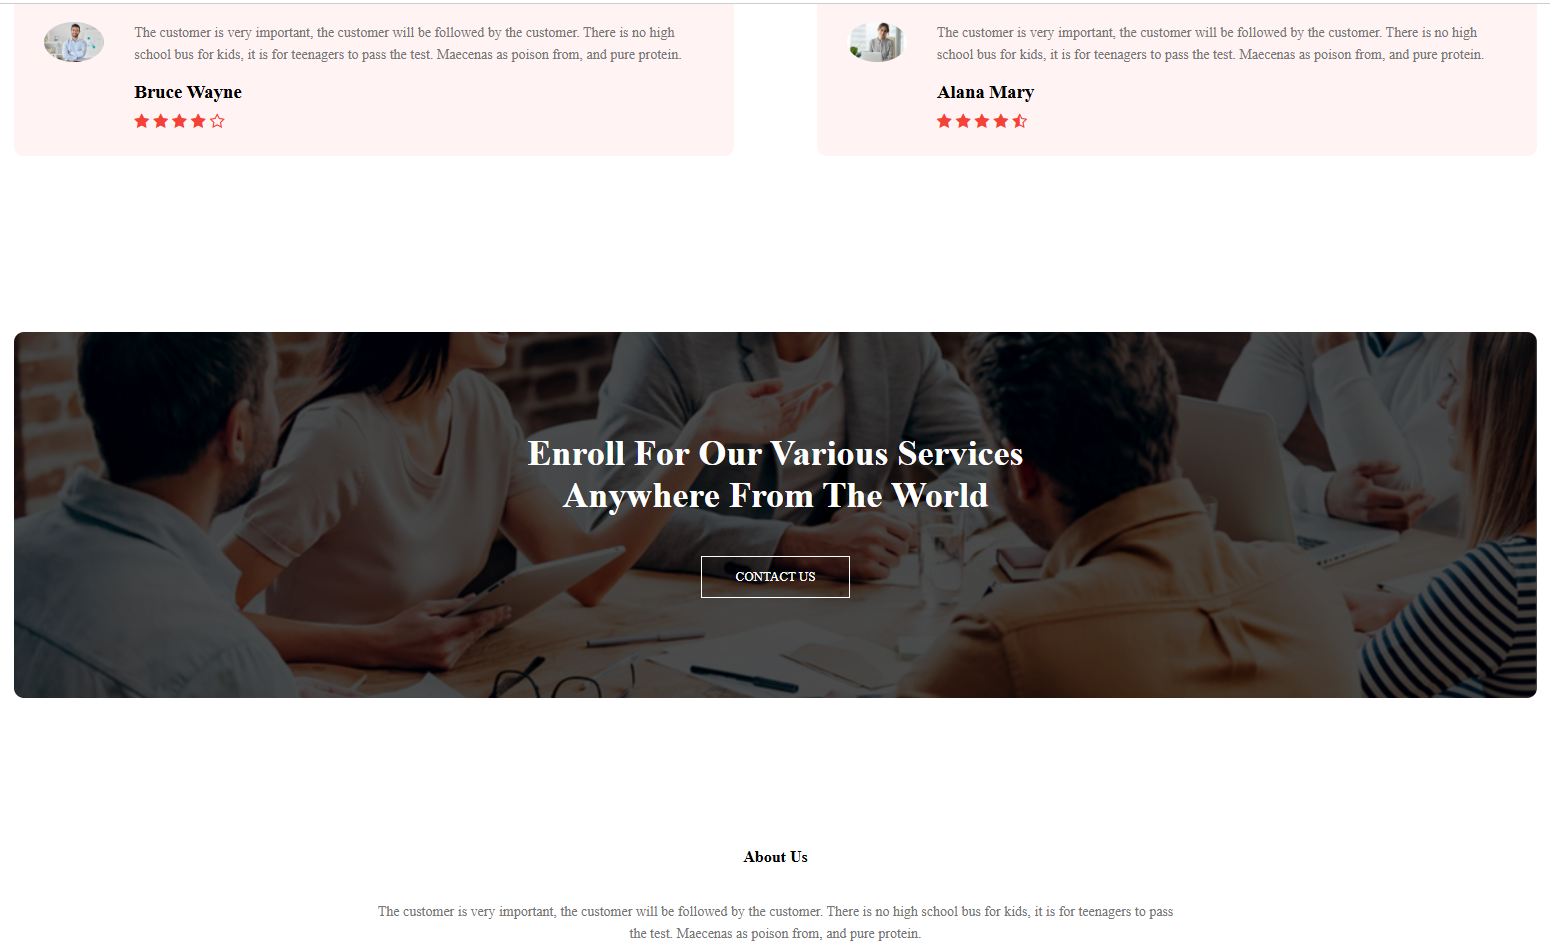 The customer is very important, the customer will be followed by the customer. There is no high
school bus for kids, it is for teenagers to pass the test. Maecenas as poison from, and pure protein.
Bruce Wayne
The customer is very important, the customer will be followed by the customer. There is no high
school bus for kids, it is for teenagers to pass the test. Maecenas as poison from, and pure protein.
Alana Mary
Enroll For Our Various Services
Anywhere From The World
CONTACT US
About Us
The customer is very important, the customer will be followed by the customer. There is no high school bus for kids, it is for teenagers to pass
the test. Maecenas as poison from, and pure protein.